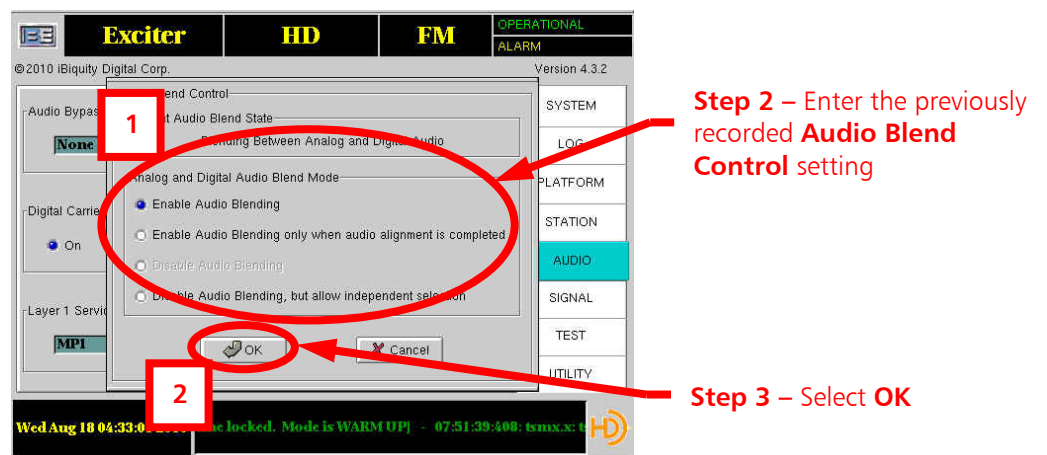 Exciter
HD
FM
OPERATIONAL
ALARM
©2010 iBiquity Digital Corp.
Version 4.3.2
Audio Bypas
None
Digital Carrie
On
Layer 1 Servi
MP1
end Control
t Audio Blend State
Blending Between Analog and Digital Audio
Analog and Digital Audio Blend Mode
Enable Audio Blending
Enable Audio Blending only when audio alignment is completed
Disable Audio Blending
Disable Audio Blending, but allow independent selection
OK
Cancel
1
2
SYSTEM
LOG
PLATFORM
STATION
AUDIO
SIGNAL
TEST
UTILITY
Wed Aug 18 04:33:0
locked. Mode is WARM UP] - 07:51:39:408: tsmx.x: t
HD
Step 2 – Enter the previously
recorded Audio Blend
Control setting
Step 3 – Select OK